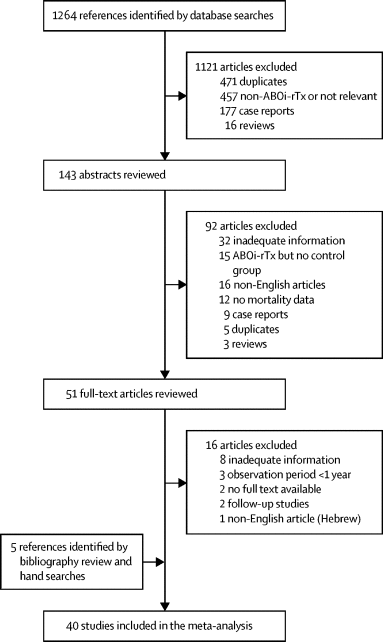 1264 references identified by database searches
1121 articles excluded
471 duplicates
457 non-ABOi-rTx or not relevant
177 case reports
16 reviews
143 abstracts reviewed
92 articles excluded
32 inadequate information
15 ABOi-rTx but no control
group
16 non-English articles
12 no mortality data
9 case reports
5 duplicates
3 reviews
51 full-text articles reviewed
16 articles excluded
8 inadequate information
3 observation period <1 year
2 no full text available
2 follow-up studies
1 non-English article (Hebrew)
5 references identified by
bibliography review and
hand searches
40 studies included in the meta-analysis